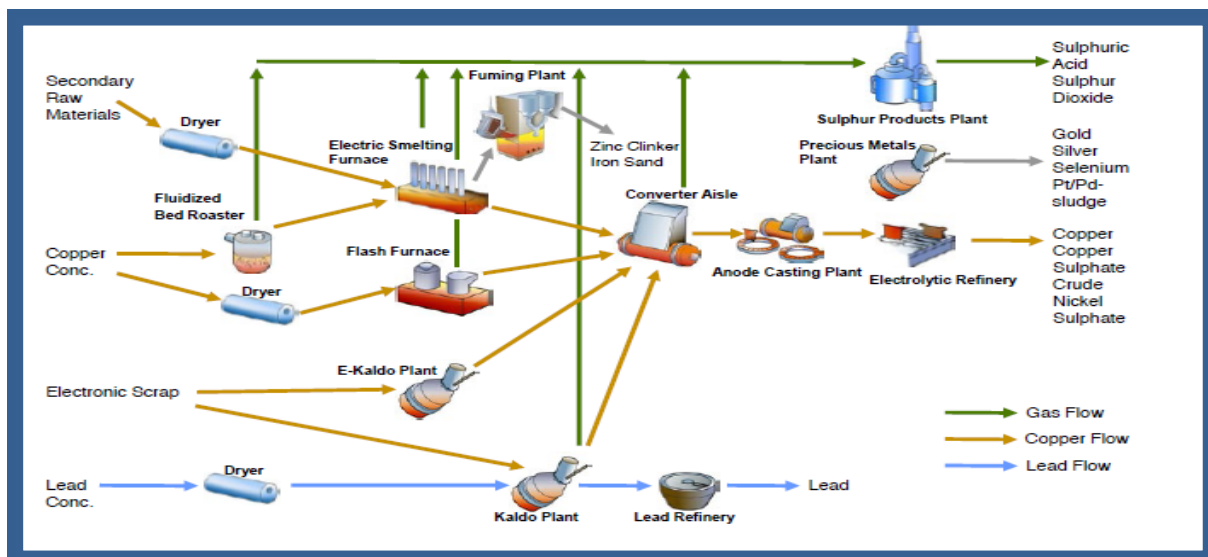 Secondary
Raw
Materials
Dryer
Fluidized
Bed Roaster
Copper
Conc.
Dryer
Electronic Scrap
Lead
Conc.
Dryer
Electric Smelting
Furnace
Fuming Plant
Zinc Clinker
Iron Sand
Flash Furnace
E-Kaldo Plant
Kaldo Plant
Lead Refinery
Lead
Converter Aisle
Anode Casting Plant
Electrolytic Refinery
Sulphur Products Plant
Precious Metals
Plant
Sulphuric
Acid
Sulphur
Dioxide
Gold
Silver
Selenium
Pt/Pd-
sludge
Copper
Copper
Sulphate
Crude
Nickel
Sulphate
Gas Flow
Copper Flow
Lead Flow